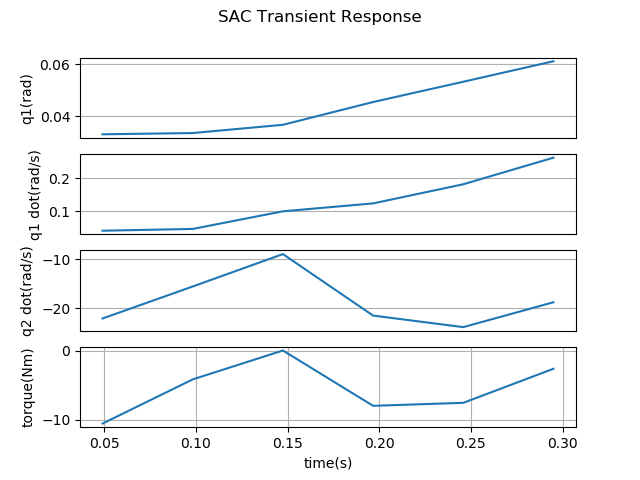 SAC Transient Response
q1(rad)
0.06
0.04
q1 dot(rad/s)
0.2
0.1
q2 dot(rad/s)
−10
−20
torque(Nm)
0
−10
0.05 0.10 0.15 0.20 0.25 0.30
time(s)